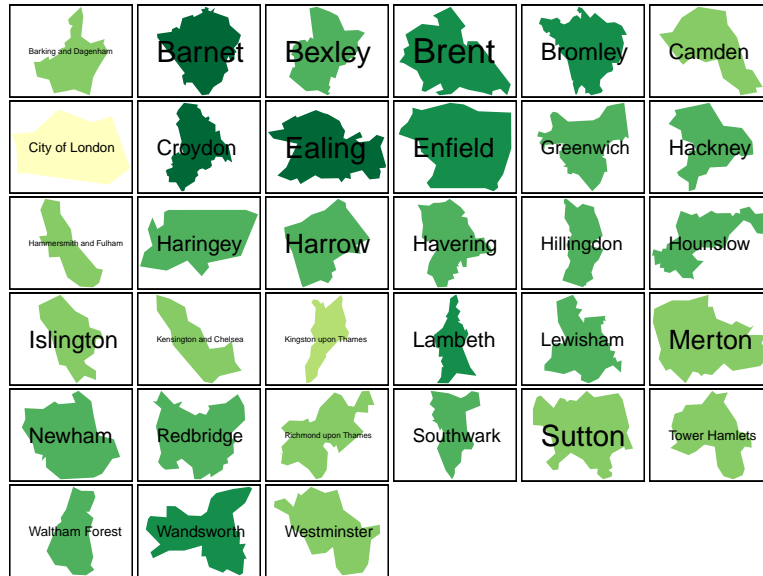 Barking and Dagenham
Barnet
Bexley
Brent
Bromley
Camden
City of London
Croydon
Ealing
Enfield
Greenwich
Hackney
Hammersmith and Fulham
Haringey
Harrow
Havering
Hillingdon
Hounslow
Islington
Kensington and Chelsea
Kingston upon Thames
Lambeth
Lewisham
Merton
Newham
Redbridge
Richmond upon Thames
Southwark
Sutton
Tower Hamlets
Waltham Forest
Wandsworth
Westminster